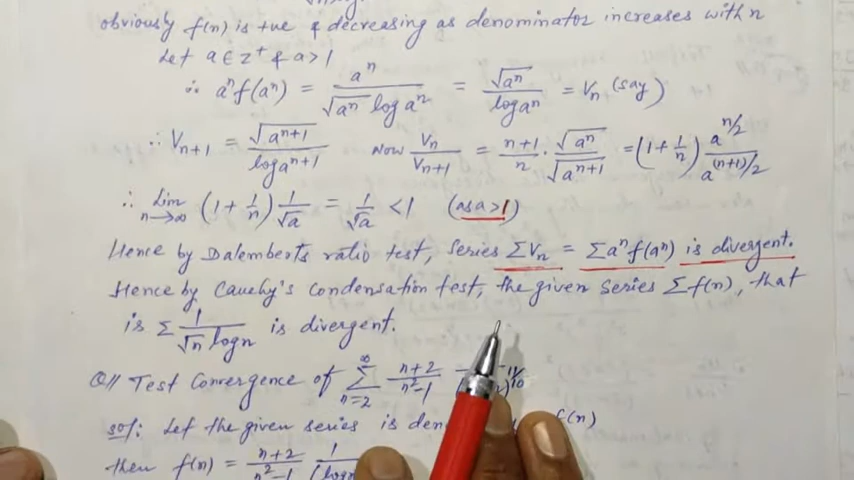 obviously f(n) is +ve & decreasing as denominator increases with n
Let a ∈ Z⁺ & a > 1
∴ aⁿf(aⁿ) = aⁿ/(√aⁿ log aⁿ) = √aⁿ/log aⁿ = Vₙ (say)
∴ Vₙ₊₁ = √aⁿ⁺¹/log aⁿ⁺¹ Now Vₙ/Vₙ₊₁ = (n+1)/n · √aⁿ/√aⁿ⁺¹ = (1 + 1/n) a^(n/2)/a^((n+1)/2)
∴ Lim n→∞ (1 + 1/n) 1/√a = 1/√a < 1 (as a > 1)
Hence by Dalemberts ratio test, series ΣVₙ = Σaⁿf(aⁿ) is divergent.
Hence by Cauchy's condensation test, the given series Σf(n), that
is Σ 1/(√n logn) is divergent.
Q// Test Convergence of ∞ Σ n=2 (n+2)/(n²-1)
sol: Let the given series is f(n)
then f(n) = (n+2)/(n²-1) 1/(log